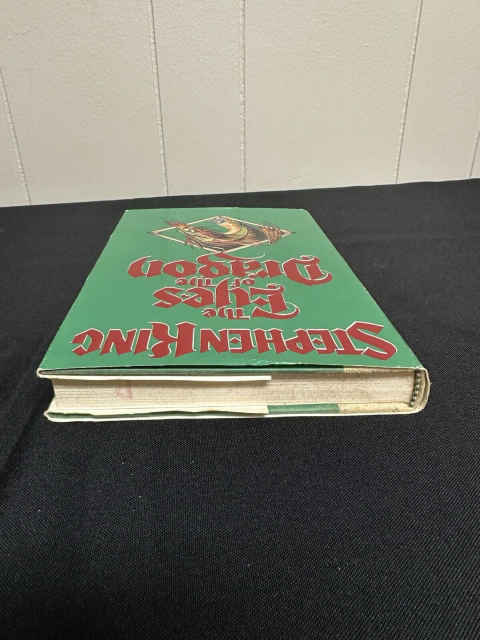 STEPHEN KING
The
Eyes
of the
Dragon